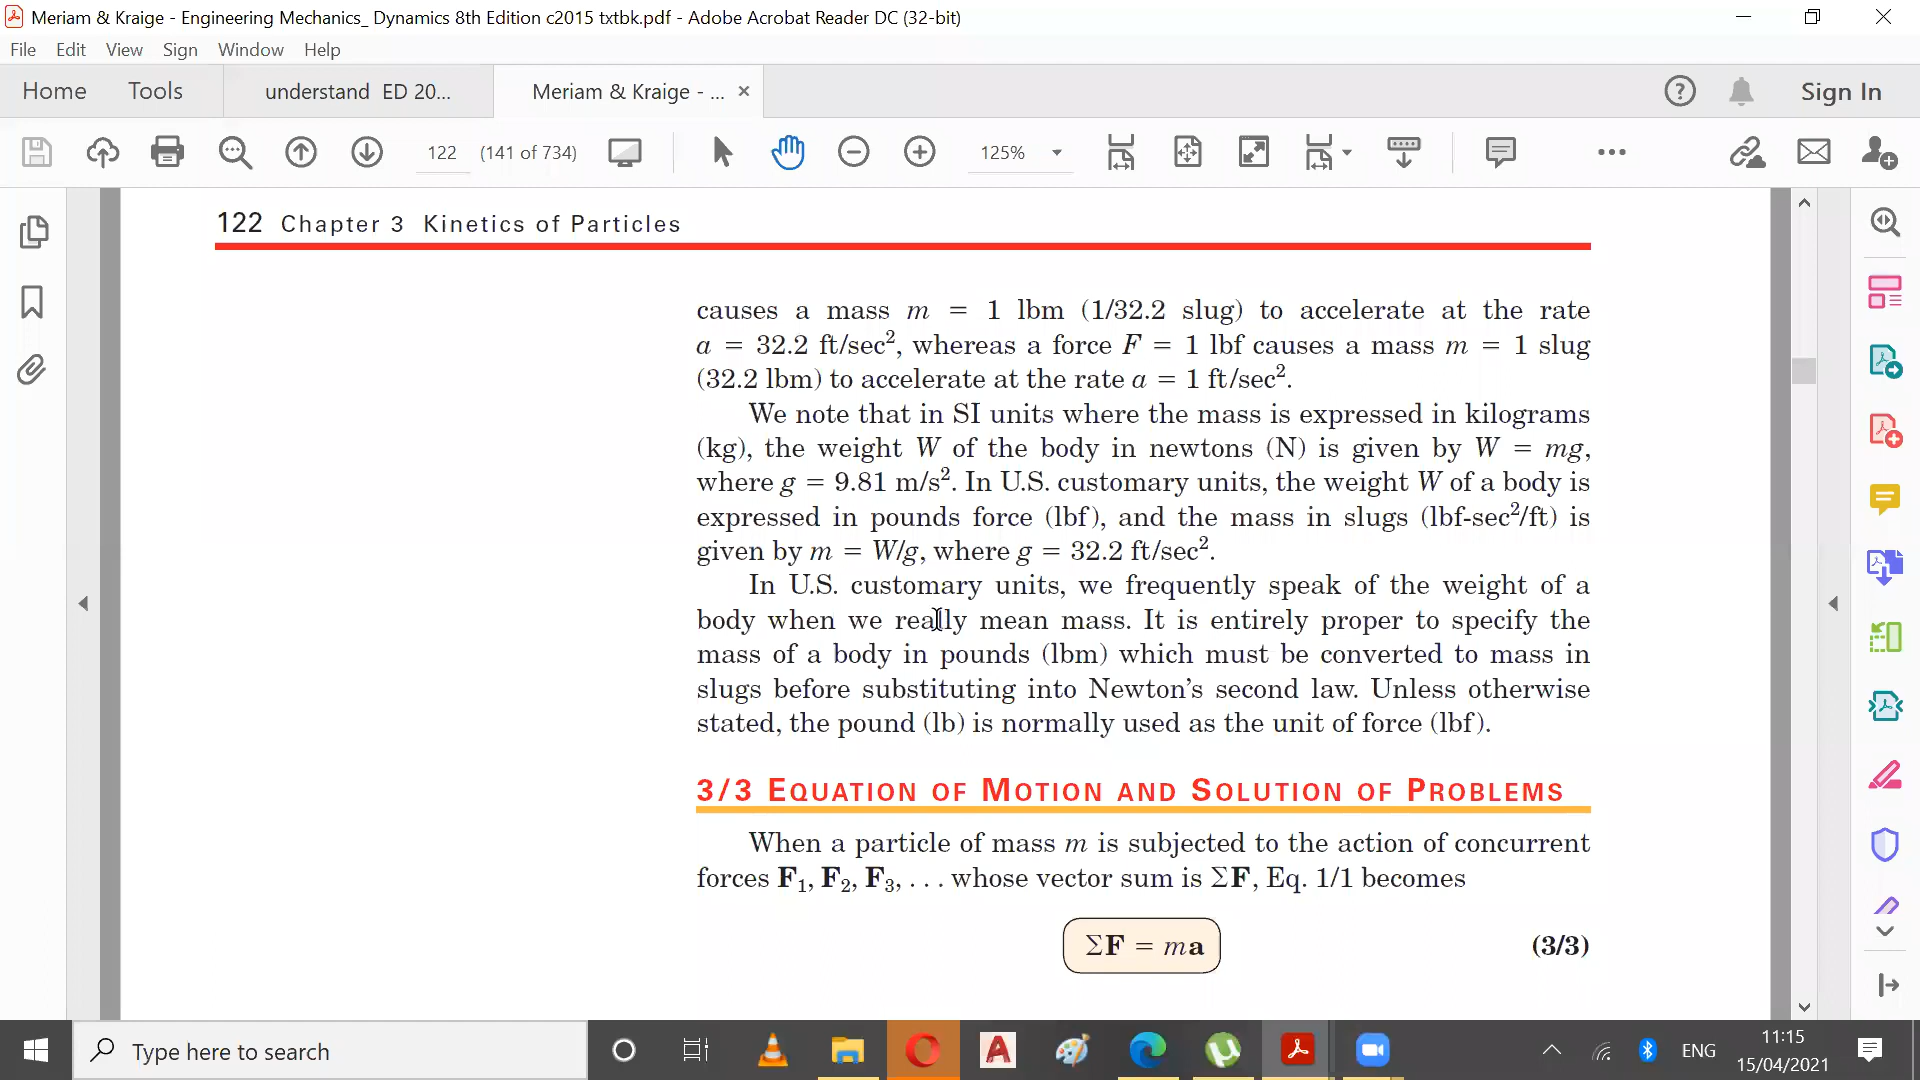 Meriam & Kraige - Engineering Mechanics_ Dynamics 8th Edition c2015 txtbk.pdf - Adobe Acrobat Reader DC (32-bit)
File Edit View Sign Window Help
Home Tools understand ED 20... Meriam & Kraige - ... × Sign In
122 (141 of 734) 125%
122 Chapter 3 Kinetics of Particles
causes a mass m = 1 lbm (1/32.2 slug) to accelerate at the rate
a = 32.2 ft/sec², whereas a force F = 1 lbf causes a mass m = 1 slug
(32.2 lbm) to accelerate at the rate a = 1 ft/sec².
We note that in SI units where the mass is expressed in kilograms
(kg), the weight W of the body in newtons (N) is given by W = mg,
where g = 9.81 m/s². In U.S. customary units, the weight W of a body is
expressed in pounds force (lbf), and the mass in slugs (lbf-sec²/ft) is
given by m = W/g, where g = 32.2 ft/sec².
In U.S. customary units, we frequently speak of the weight of a
body when we really mean mass. It is entirely proper to specify the
mass of a body in pounds (lbm) which must be converted to mass in
slugs before substituting into Newton's second law. Unless otherwise
stated, the pound (lb) is normally used as the unit of force (lbf).
3/3 EQUATION OF MOTION AND SOLUTION OF PROBLEMS
When a particle of mass m is subjected to the action of concurrent
forces F₁, F₂, F₃, . . . whose vector sum is ΣF, Eq. 1/1 becomes
ΣF = ma (3/3)
Type here to search
ENG
11:15
15/04/2021